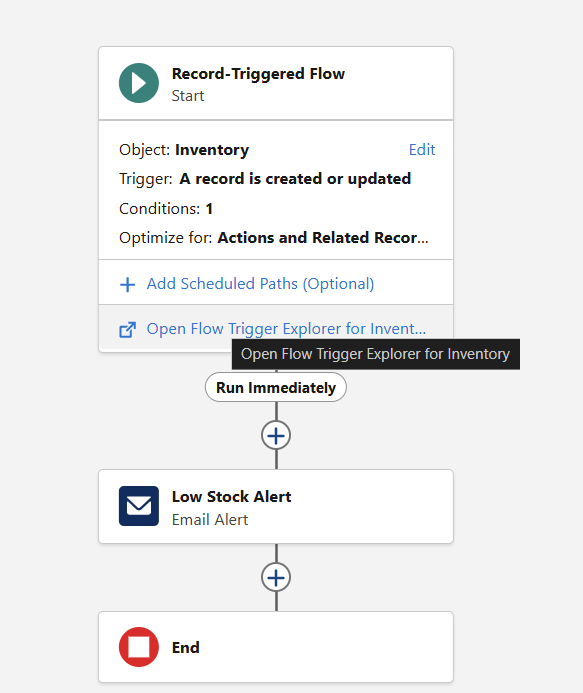 Record-Triggered Flow
Start
Object: Inventory Edit
Trigger: A record is created or updated
Conditions: 1
Optimize for: Actions and Related Recor...
Add Scheduled Paths (Optional)
Open Flow Trigger Explorer for Invent...
Open Flow Trigger Explorer for Inventory
Run Immediately
Low Stock Alert
Email Alert
End